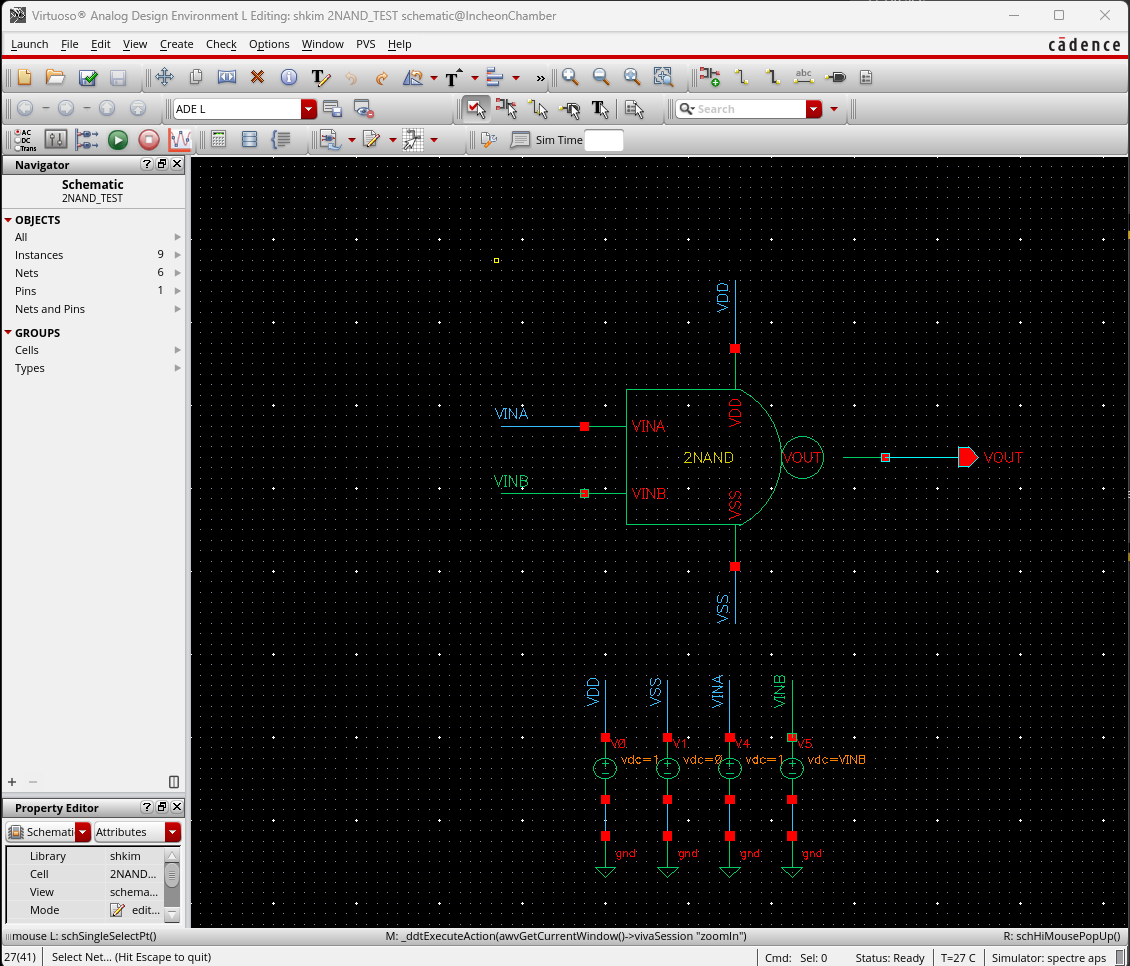 Virtuoso® Analog Design Environment L Editing: shkim 2NAND_TEST schematic@IncheonChamber
Launch File Edit View Create Check Options Window PVS Help
cādence
T T » abc
ADE L
T
Search
AC
DC
Trans
Sim Time
Navigator
Schematic
2NAND_TEST
OBJECTS
All
Instances 9
Nets 6
Pins 1
Nets and Pins
GROUPS
Cells
Types
VDD
VINA
VINA
VDD
2NAND
VOUT
VOUT
VINB
VINB
VSS
VSS
VDD
VSS
VINA
VINB
V0 V1 V4 V5
vdc=1 vdc=0 vdc=1 vdc=VINB
gnd gnd gnd gnd
Property Editor
Schemati Attributes
Library shkim
Cell 2NAND...
View schema...
Mode edit...
mouse L: schSingleSelectPt() M: _ddtExecuteAction(awvGetCurrentWindow()->vivaSession "zoomIn") R: schHiMousePopUp()
27(41) Select Net... (Hit Escape to quit) Cmd: Sel: 0 Status: Ready T=27 C Simulator: spectre aps